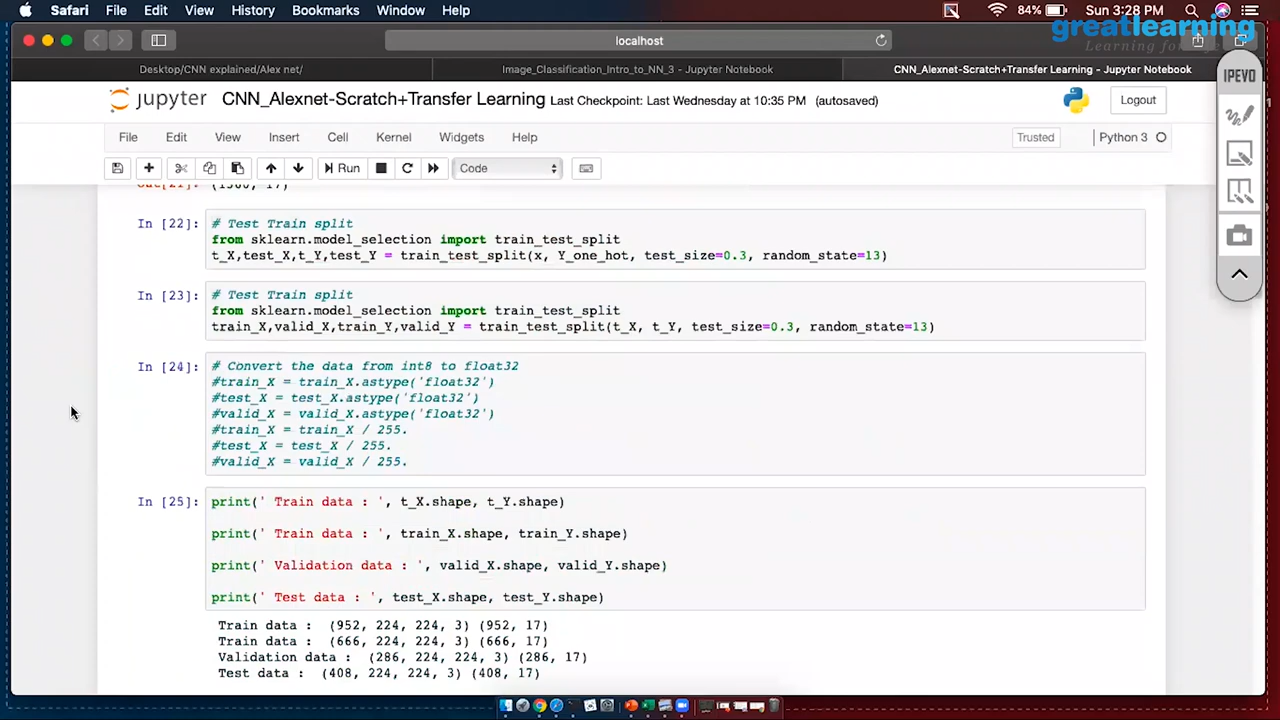 Safari File Edit View History Bookmarks Window Help 84% Sun 3:28 PM
greatlearning
localhost
Desktop/CNN explained/Alex net/ Image_Classification_Intro_to_NN_3 - Jupyter Notebook CNN_Alexnet-Scratch+Transfer Learning - Jupyter Notebook
IPEVO
jupyter CNN_Alexnet-Scratch+Transfer Learning Last Checkpoint: Last Wednesday at 10:35 PM (autosaved) Logout
File Edit View Insert Cell Kernel Widgets Help Trusted Python 3
Run Code
In [22]: # Test Train split
from sklearn.model_selection import train_test_split
t_X,test_X,t_Y,test_Y = train_test_split(x, Y_one_hot, test_size=0.3, random_state=13)
In [23]: # Test Train split
from sklearn.model_selection import train_test_split
train_X,valid_X,train_Y,valid_Y = train_test_split(t_X, t_Y, test_size=0.3, random_state=13)
In [24]: # Convert the data from int8 to float32
#train_X = train_X.astype('float32')
#test_X = test_X.astype('float32')
#valid_X = valid_X.astype('float32')
#train_X = train_X / 255.
#test_X = test_X / 255.
#valid_X = valid_X / 255.
In [25]: print(' Train data : ', t_X.shape, t_Y.shape)
print(' Train data : ', train_X.shape, train_Y.shape)
print(' Validation data : ', valid_X.shape, valid_Y.shape)
print(' Test data : ', test_X.shape, test_Y.shape)
Train data : (952, 224, 224, 3) (952, 17)
Train data : (666, 224, 224, 3) (666, 17)
Validation data : (286, 224, 224, 3) (286, 17)
Test data : (408, 224, 224, 3) (408, 17)